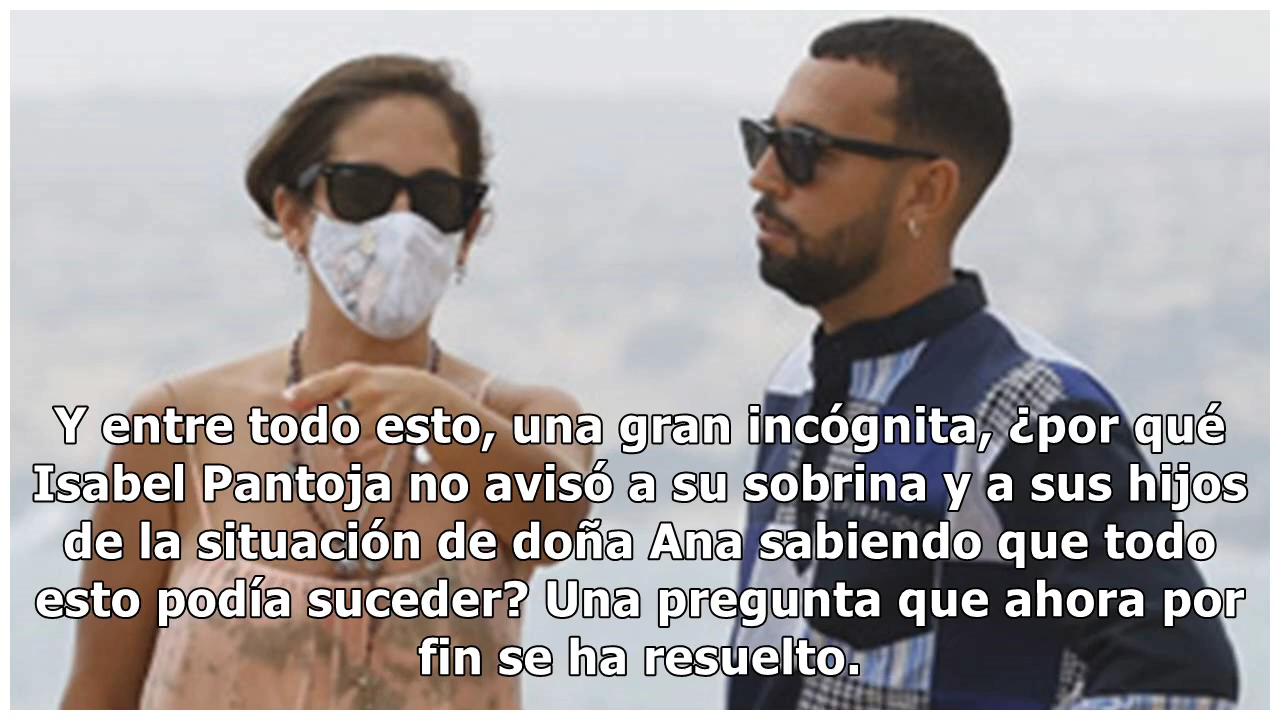 Y entre todo esto, una gran incógnita, ¿por qué
Isabel Pantoja no avisó a su sobrina y a sus hijos
de la situación de doña Ana sabiendo que todo
esto podía suceder? Una pregunta que ahora por
fin se ha resuelto.